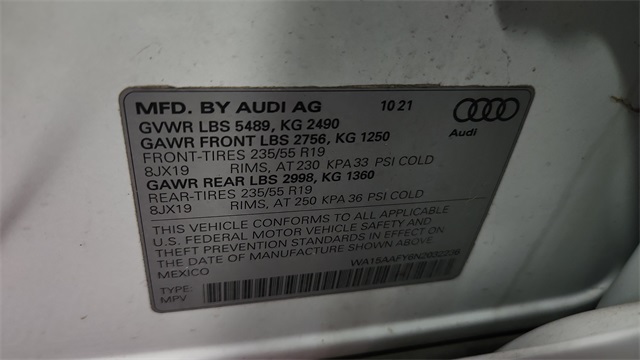 MFD. BY AUDI AG 10 21
GVWR LBS 5489, KG 2490
GAWR FRONT LBS 2756, KG 1250
FRONT-TIRES 235/55 R19
8JX19 RIMS, AT 230 KPA 33 PSI COLD
GAWR REAR LBS 2998, KG 1360
REAR-TIRES 235/55 R19
8JX19 RIMS, AT 250 KPA 36 PSI COLD
Audi
THIS VEHICLE CONFORMS TO ALL APPLICABLE
U.S. FEDERAL MOTOR VEHICLE SAFETY AND
THEFT PREVENTION STANDARDS IN EFFECT ON
THE DATE OF MANUFACTURE SHOWN ABOVE
MEXICO
TYPE:
MPV